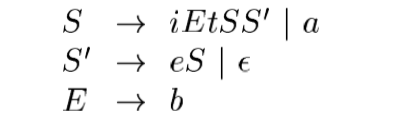 S → iEtSS′ | a
S′ → eS | ϵ
E → b